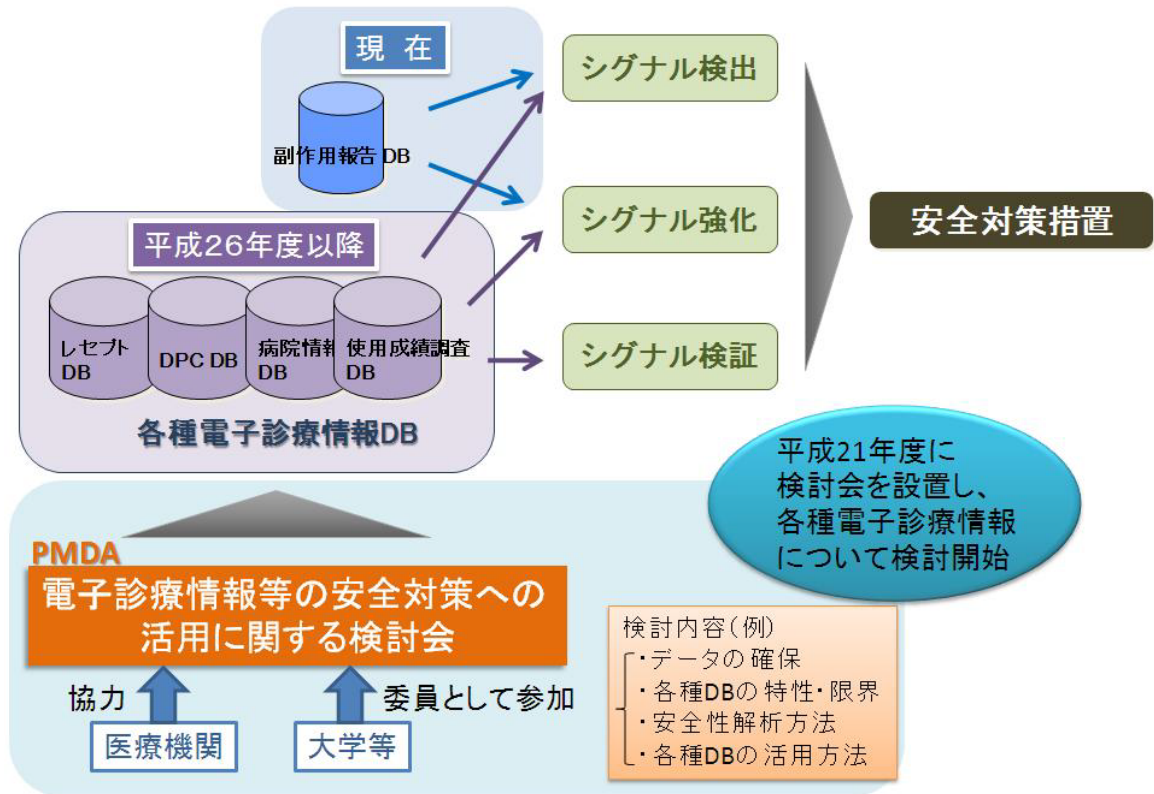 現 在
副作用報告 DB
シグナル検出
シグナル強化
シグナル検証
安全対策措置
平成26年度以降
レセプト
DB
DPC DB
病院情報
DB
使用成績調査
DB
各種電子診療情報DB
平成21年度に
検討会を設置し、
各種電子診療情報
について検討開始
PMDA
電子診療情報等の安全対策への
活用に関する検討会
協力
委員として参加
医療機関
大学等
検討内容(例)
・データの確保
・各種DBの特性・限界
・安全性解析方法
・各種DBの活用方法